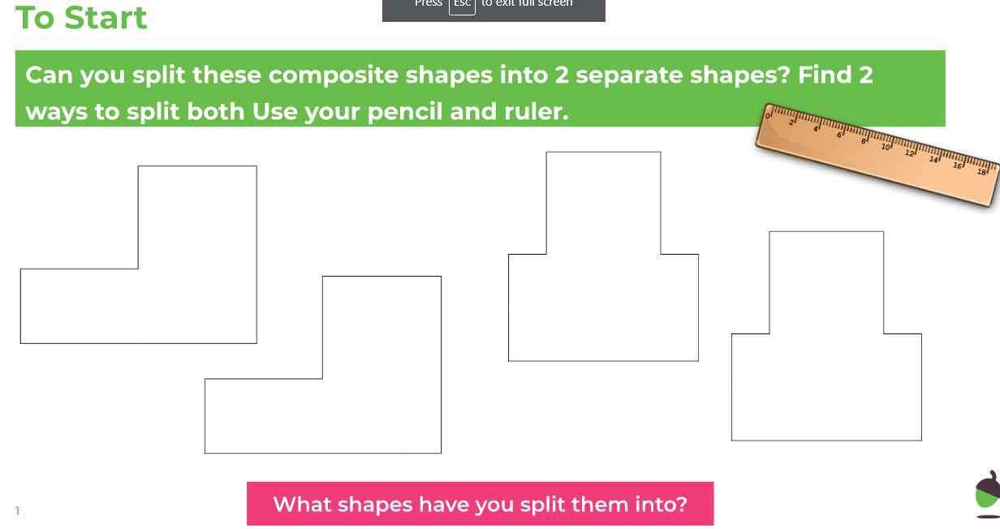 Press Esc to exit full screen
To Start
Can you split these composite shapes into 2 separate shapes? Find 2
ways to split both Use your pencil and ruler.
0 2 4 6 8 10 12 14 16 18
What shapes have you split them into?
1